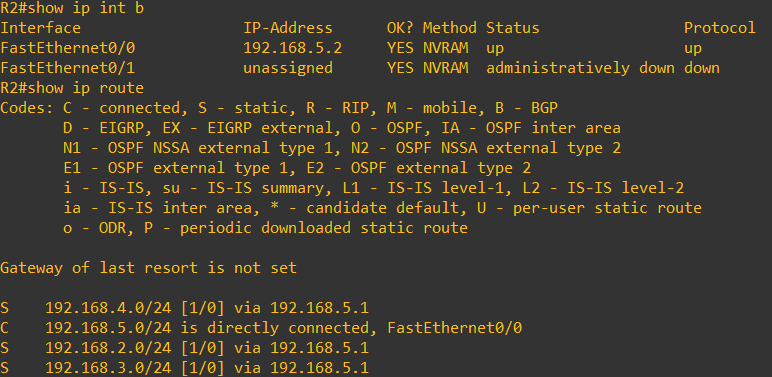 R2#show ip int b
Interface                  IP-Address      OK? Method Status                Protocol
FastEthernet0/0            192.168.5.2     YES NVRAM  up                    up
FastEthernet0/1            unassigned      YES NVRAM  administratively down down
R2#show ip route
Codes: C - connected, S - static, R - RIP, M - mobile, B - BGP
       D - EIGRP, EX - EIGRP external, O - OSPF, IA - OSPF inter area
       N1 - OSPF NSSA external type 1, N2 - OSPF NSSA external type 2
       E1 - OSPF external type 1, E2 - OSPF external type 2
       i - IS-IS, su - IS-IS summary, L1 - IS-IS level-1, L2 - IS-IS level-2
       ia - IS-IS inter area, * - candidate default, U - per-user static route
       o - ODR, P - periodic downloaded static route

Gateway of last resort is not set

S    192.168.4.0/24 [1/0] via 192.168.5.1
C    192.168.5.0/24 is directly connected, FastEthernet0/0
S    192.168.2.0/24 [1/0] via 192.168.5.1
S    192.168.3.0/24 [1/0] via 192.168.5.1